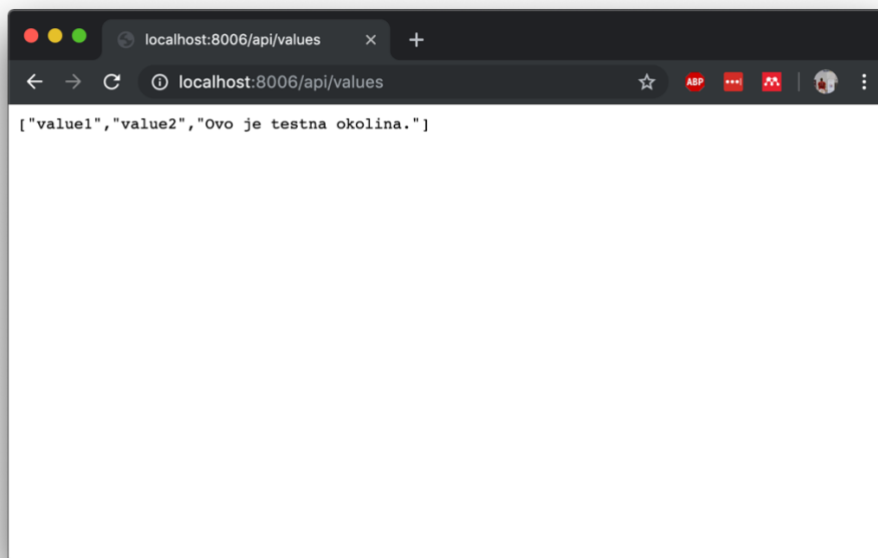 localhost:8006/api/values
localhost:8006/api/values
ABP
["value1","value2","Ovo je testna okolina."]